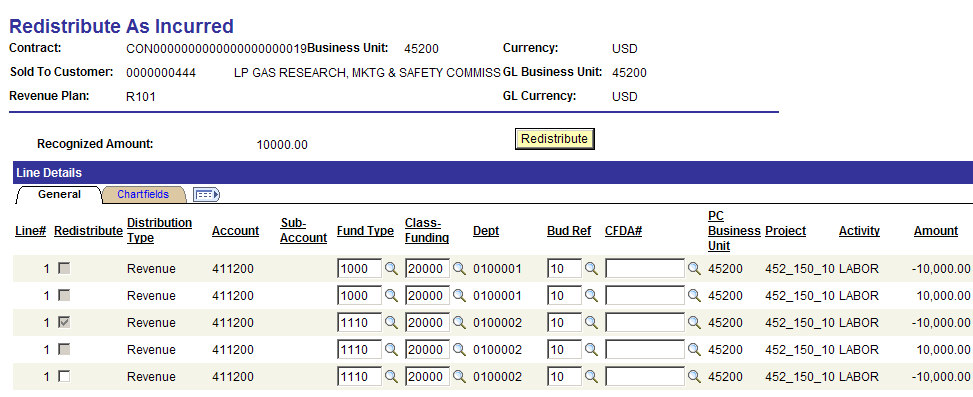 Redistribute As Incurred
Contract: CON0000000000000000000019 Business Unit: 45200 Currency: USD
Sold To Customer: 0000000444 LP GAS RESEARCH, MKTG & SAFETY COMMISS GL Business Unit: 45200
Revenue Plan: R101 GL Currency: USD
Recognized Amount: 10000.00 Redistribute
Line Details
General Chartfields
Line# Redistribute Distribution Type Account Sub-Account Fund Type Class-Funding Dept Bud Ref CFDA# PC Business Unit Project Activity Amount
1 Revenue 411200 1000 20000 0100001 10 45200 452_150_10 LABOR -10,000.00
1 Revenue 411200 1000 20000 0100001 10 45200 452_150_10 LABOR 10,000.00
1 Revenue 411200 1110 20000 0100002 10 45200 452_150_10 LABOR -10,000.00
1 Revenue 411200 1110 20000 0100002 10 45200 452_150_10 LABOR 10,000.00
1 Revenue 411200 1110 20000 0100002 10 45200 452_150_10 LABOR -10,000.00